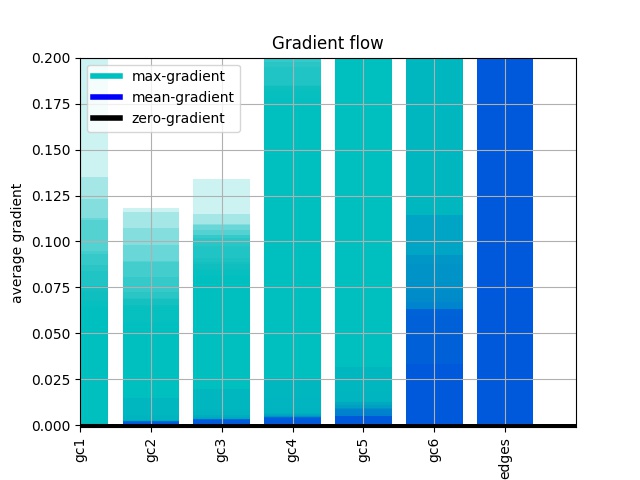 Gradient flow
max-gradient
mean-gradient
zero-gradient
average gradient
0.200
0.175
0.150
0.125
0.100
0.075
0.050
0.025
0.000
gc1
gc2
gc3
gc4
gc5
gc6
edges